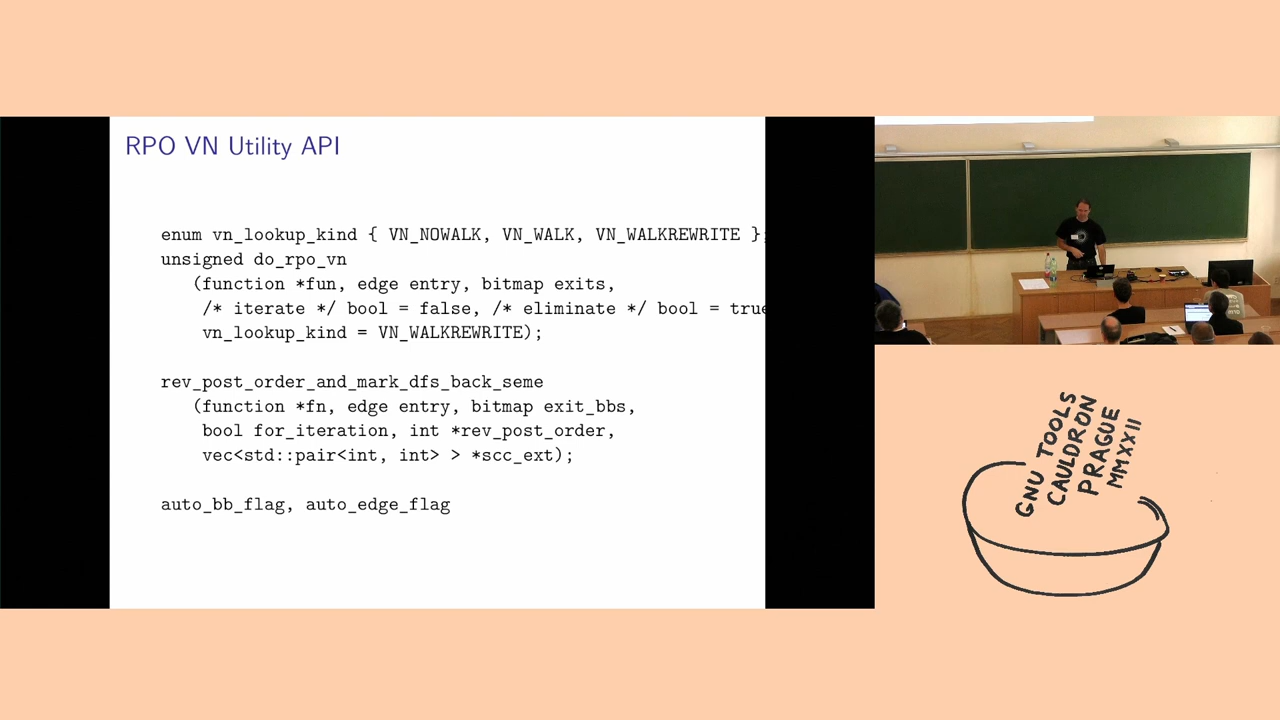 RPO VN Utility API
enum vn_lookup_kind { VN_NOWALK, VN_WALK, VN_WALKREWRITE };
unsigned do_rpo_vn
(function *fun, edge entry, bitmap exits,
/* iterate */ bool = false, /* eliminate */ bool = true
vn_lookup_kind = VN_WALKREWRITE);
rev_post_order_and_mark_dfs_back_seme
(function *fn, edge entry, bitmap exit_bbs,
bool for_iteration, int *rev_post_order,
vec<std::pair<int, int> > *scc_ext);
auto_bb_flag, auto_edge_flag
GNU TOOLS
CAULDRON
PRAGUE
MMXXII